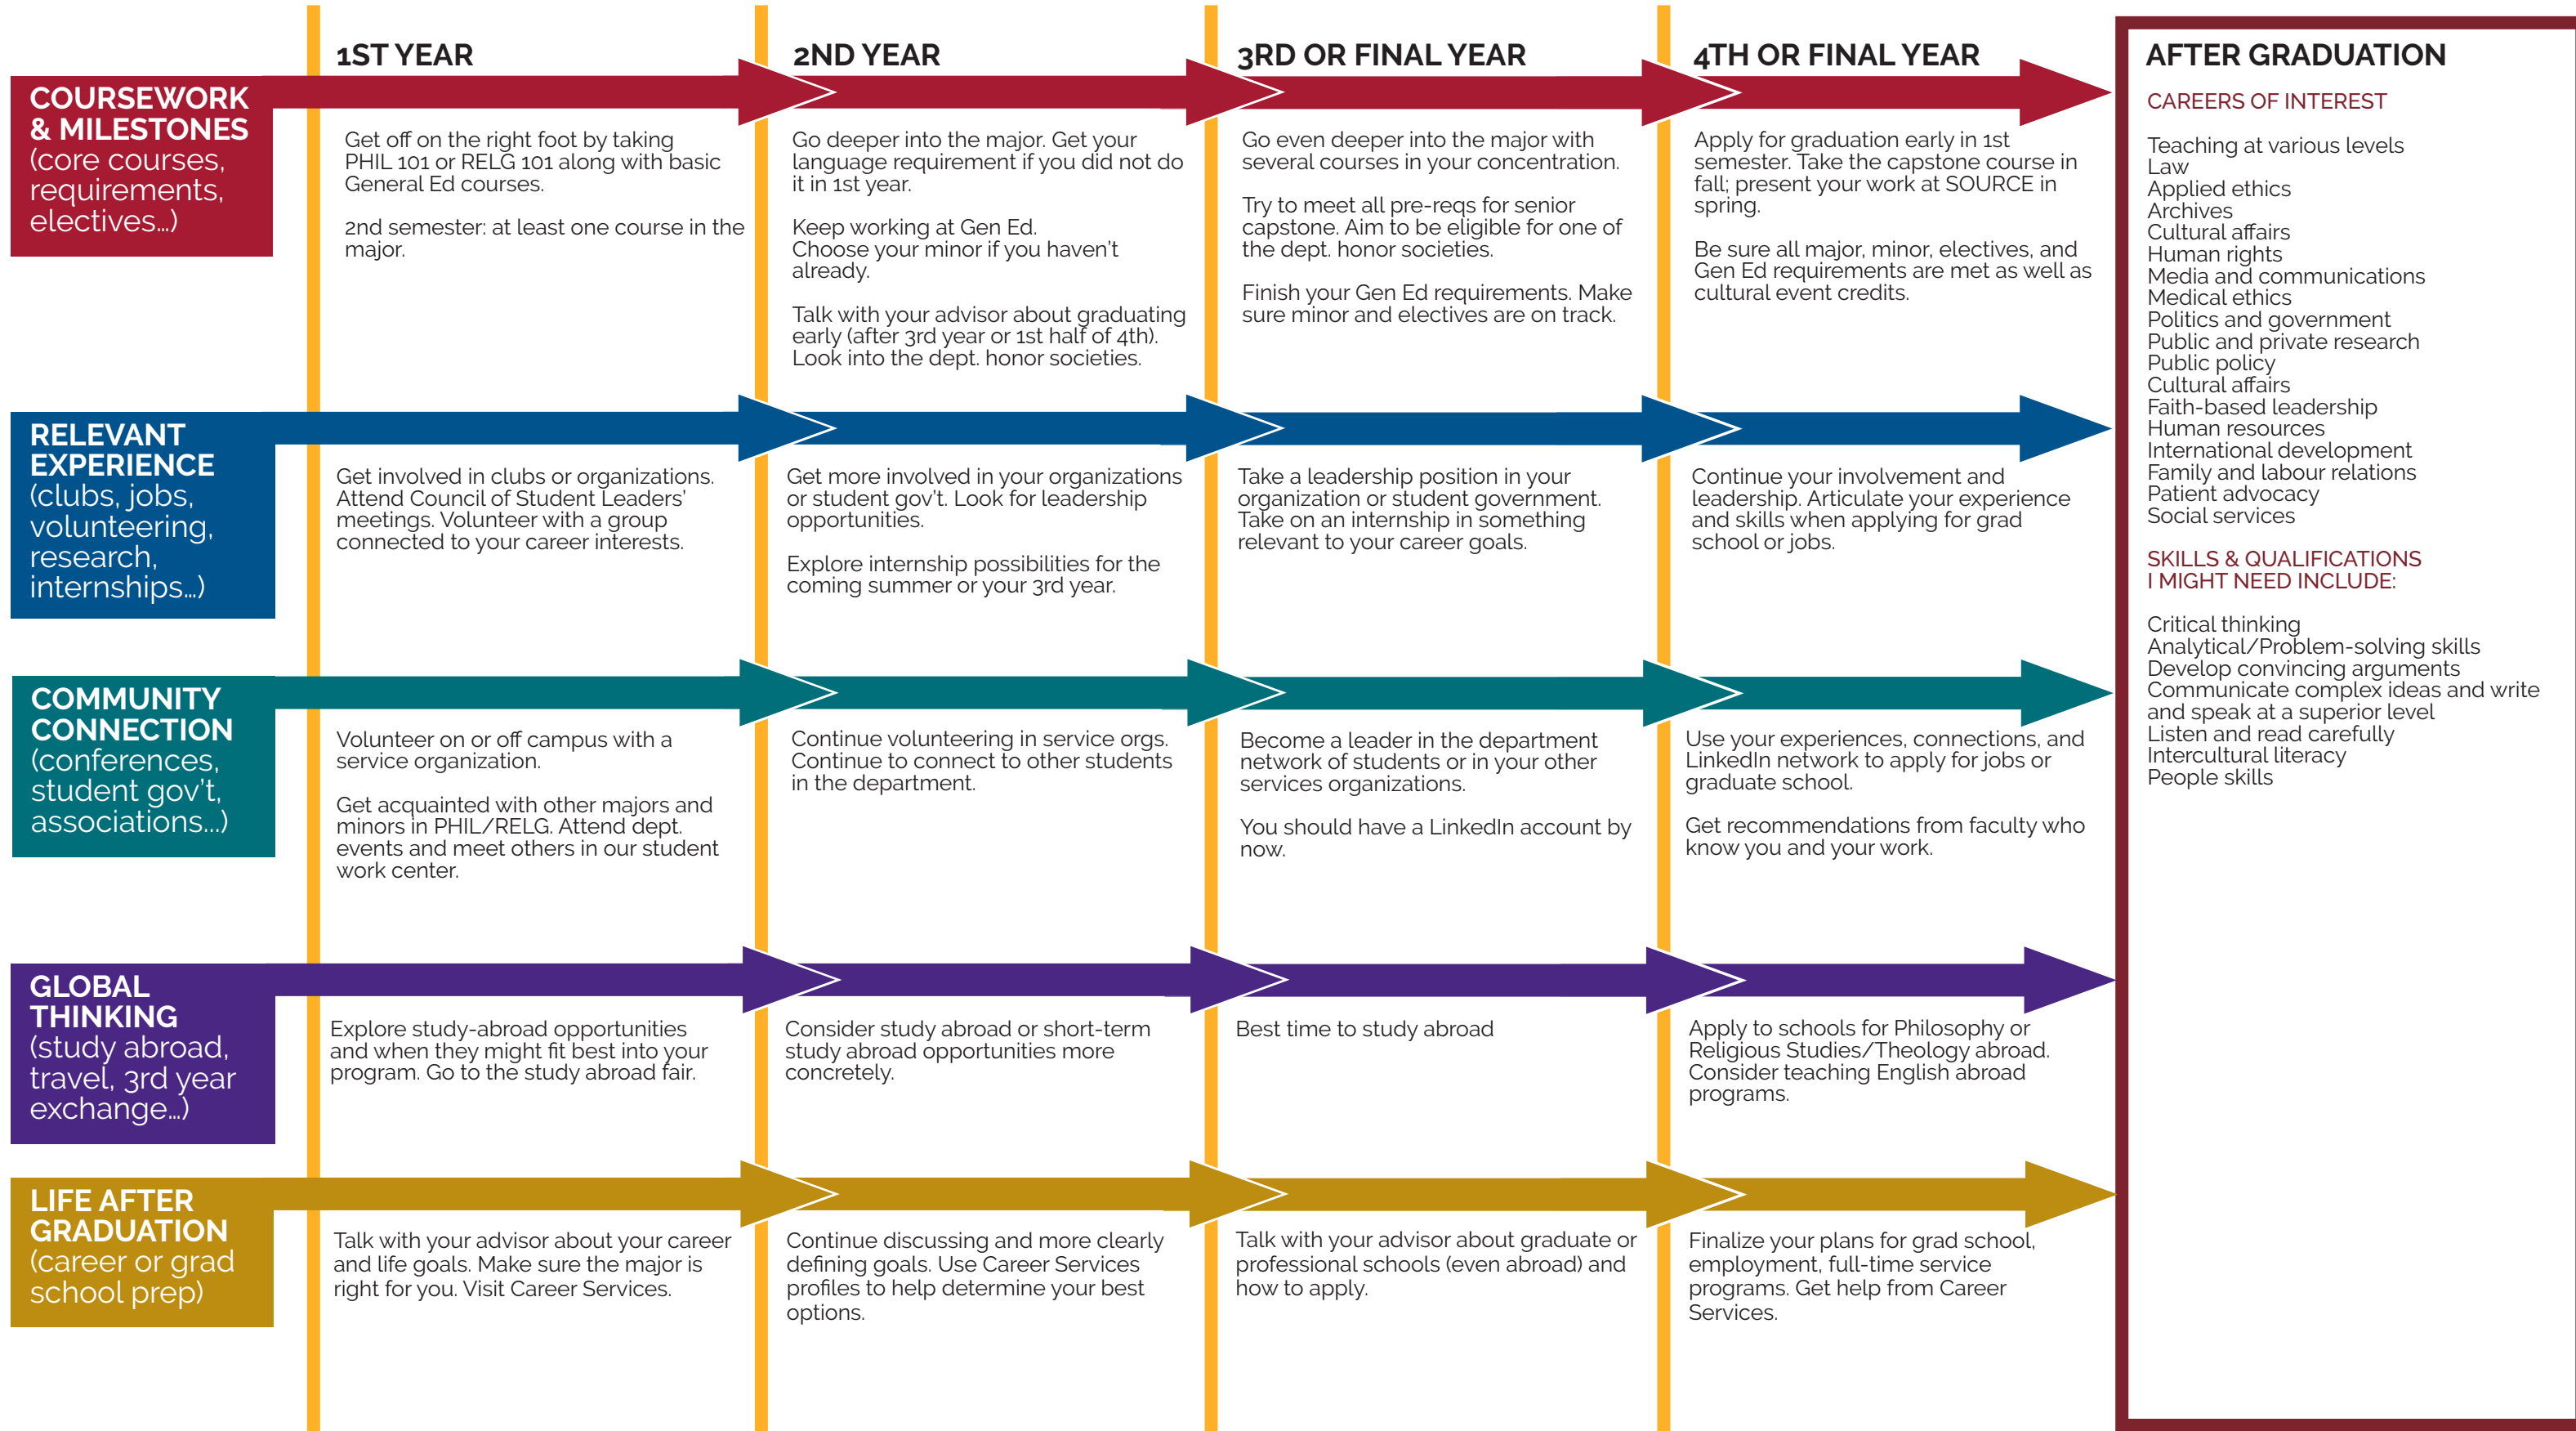 1ST YEAR
2ND YEAR
3RD OR FINAL YEAR
4TH OR FINAL YEAR
COURSEWORK
& MILESTONES
(core courses,
requirements,
electives...)
Get off on the right foot by taking
PHIL 101 or RELG 101 along with basic
General Ed courses.
2nd semester: at least one course in the
major.
Go deeper into the major. Get your
language requirement if you did not do
it in 1st year.
Keep working at Gen Ed.
Choose your minor if you haven’t
already.
Talk with your advisor about graduating
early (after 3rd year or 1st half of 4th).
Look into the dept. honor societies.
Go even deeper into the major with
several courses in your concentration.
Try to meet all pre-reqs for senior
capstone. Aim to be eligible for one of
the dept. honor societies.
Finish your Gen Ed requirements. Make
sure minor and electives are on track.
Apply for graduation early in 1st
semester. Take the capstone course in
fall; present your work at SOURCE in
spring.
Be sure all major, minor, electives, and
Gen Ed requirements are met as well as
cultural event credits.
RELEVANT
EXPERIENCE
(clubs, jobs,
volunteering,
research,
internships...)
Get involved in clubs or organizations.
Attend Council of Student Leaders’
meetings. Volunteer with a group
connected to your career interests.
Get more involved in your organizations
or student gov’t. Look for leadership
opportunities.
Explore internship possibilities for the
coming summer or your 3rd year.
Take a leadership position in your
organization or student government.
Take on an internship in something
relevant to your career goals.
Continue your involvement and
leadership. Articulate your experience
and skills when applying for grad
school or jobs.
COMMUNITY
CONNECTION
(conferences,
student gov’t,
associations...)
Volunteer on or off campus with a
service organization.
Get acquainted with other majors and
minors in PHIL/RELG. Attend dept.
events and meet others in our student
work center.
Continue volunteering in service orgs.
Continue to connect to other students
in the department.
Become a leader in the department
network of students or in your other
services organizations.
You should have a LinkedIn account by
now.
Use your experiences, connections, and
LinkedIn network to apply for jobs or
graduate school.
Get recommendations from faculty who
know you and your work.
GLOBAL
THINKING
(study abroad,
travel, 3rd year
exchange...)
Explore study-abroad opportunities
and when they might fit best into your
program. Go to the study abroad fair.
Consider study abroad or short-term
study abroad opportunities more
concretely.
Best time to study abroad
Apply to schools for Philosophy or
Religious Studies/Theology abroad.
Consider teaching English abroad
programs.
LIFE AFTER
GRADUATION
(career or grad
school prep)
Talk with your advisor about your career
and life goals. Make sure the major is
right for you. Visit Career Services.
Continue discussing and more clearly
defining goals. Use Career Services
profiles to help determine your best
options.
Talk with your advisor about graduate or
professional schools (even abroad) and
how to apply.
Finalize your plans for grad school,
employment, full-time service
programs. Get help from Career
Services.
AFTER GRADUATION
CAREERS OF INTEREST
Teaching at various levels
Law
Applied ethics
Archives
Cultural affairs
Human rights
Media and communications
Medical ethics
Politics and government
Public and private research
Public policy
Cultural affairs
Faith-based leadership
Human resources
International development
Family and labour relations
Patient advocacy
Social services
SKILLS & QUALIFICATIONS
I MIGHT NEED INCLUDE:
Critical thinking
Analytical/Problem-solving skills
Develop convincing arguments
Communicate complex ideas and write
and speak at a superior level
Listen and read carefully
Intercultural literacy
People skills